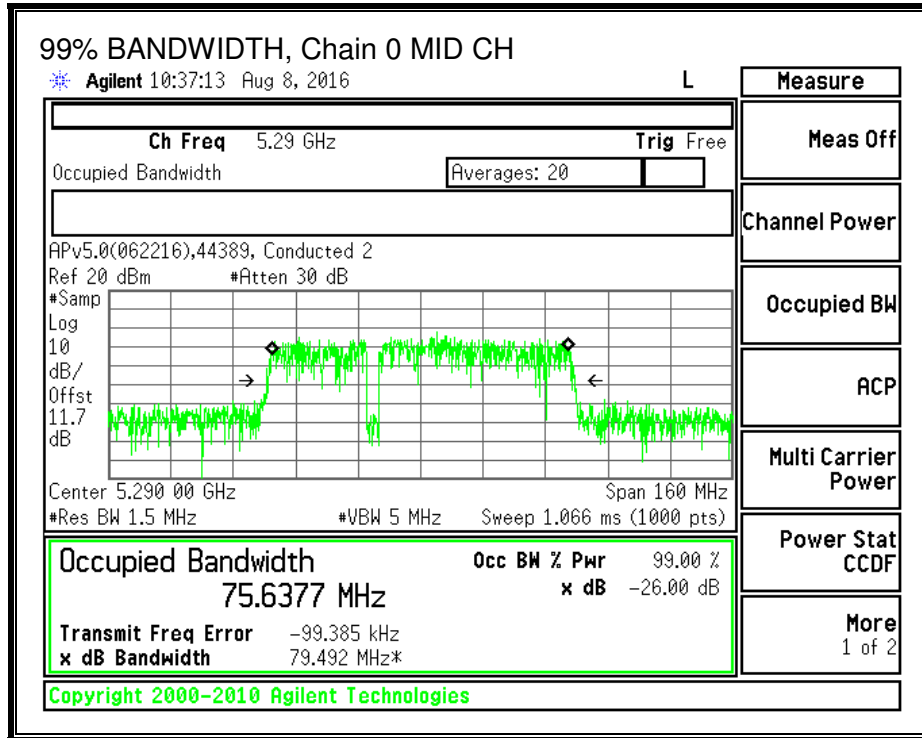 99% BANDWIDTH, Chain 0 MID CH
Agilent 10:37:13 Aug 8, 2016 L
Measure
Ch Freq 5.29 GHz Trig Free
Meas Off
Occupied Bandwidth Averages: 20
Channel Power
APv5.0(062216),44389, Conducted 2
Ref 20 dBm #Atten 30 dB
#Samp
Log
10
dB/
Offst
11.7
dB
Occupied BW
ACP
Multi Carrier
Power
Center 5.290 00 GHz Span 160 MHz
#Res BW 1.5 MHz #VBW 5 MHz Sweep 1.066 ms (1000 pts)
Power Stat
CCDF
Occupied Bandwidth Occ BW % Pwr 99.00 %
75.6377 MHz x dB -26.00 dB
Transmit Freq Error -99.385 kHz
x dB Bandwidth 79.492 MHz*
More
1 of 2
Copyright 2000-2010 Agilent Technologies